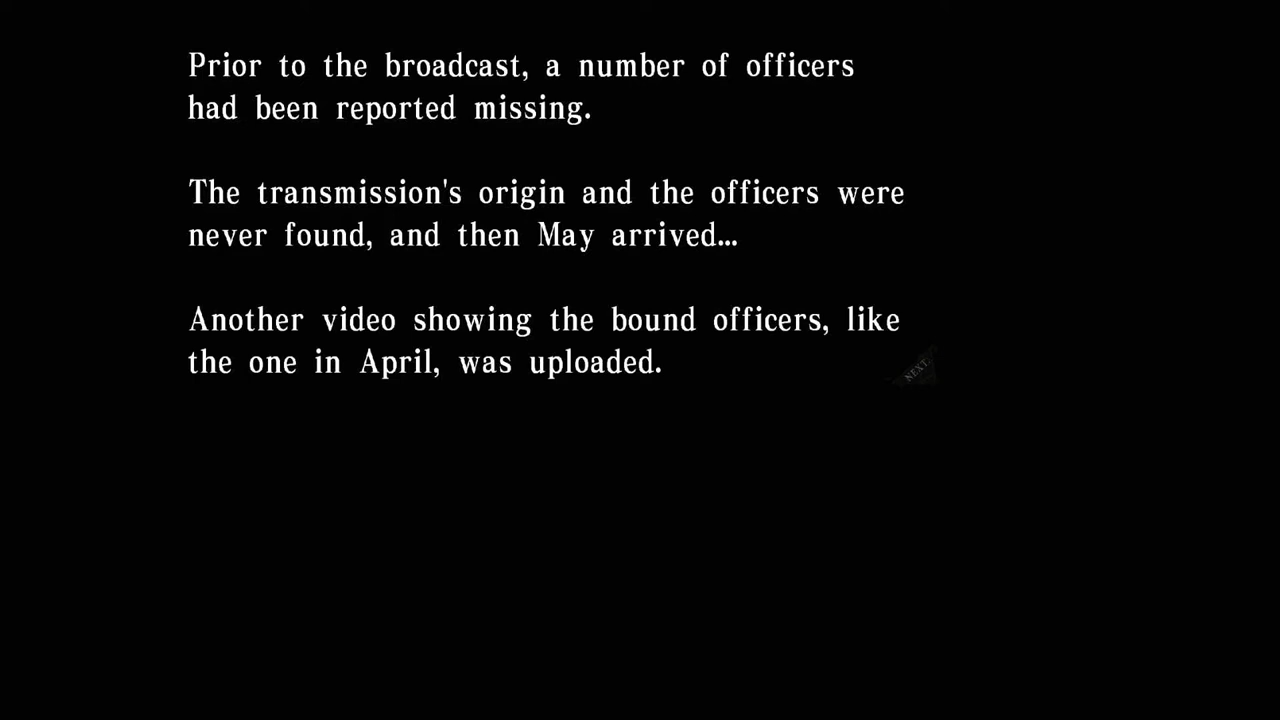 Prior to the broadcast, a number of officers
had been reported missing.
The transmission's origin and the officers were
never found, and then May arrived...
Another video showing the bound officers, like
the one in April, was uploaded.
NEXT